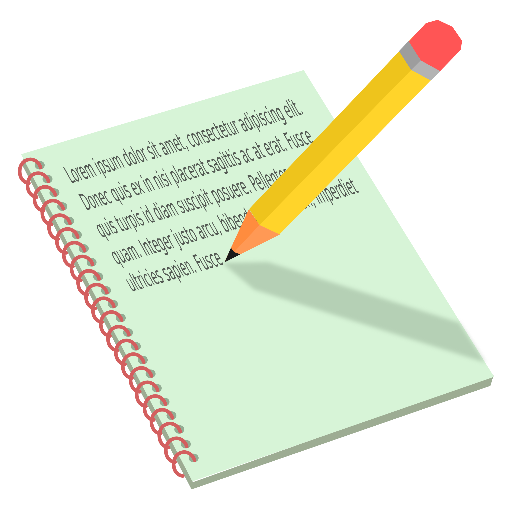 Lorem ipsum dolor sit amet, consectetur adipiscing elit.
Donec quis ex in nisi placerat sagittis ac at erat. Fusce
quis turpis id diam suscipit posuere.
quam. Integer justo arcu, imperdiet
ultricies sapien. Fusce